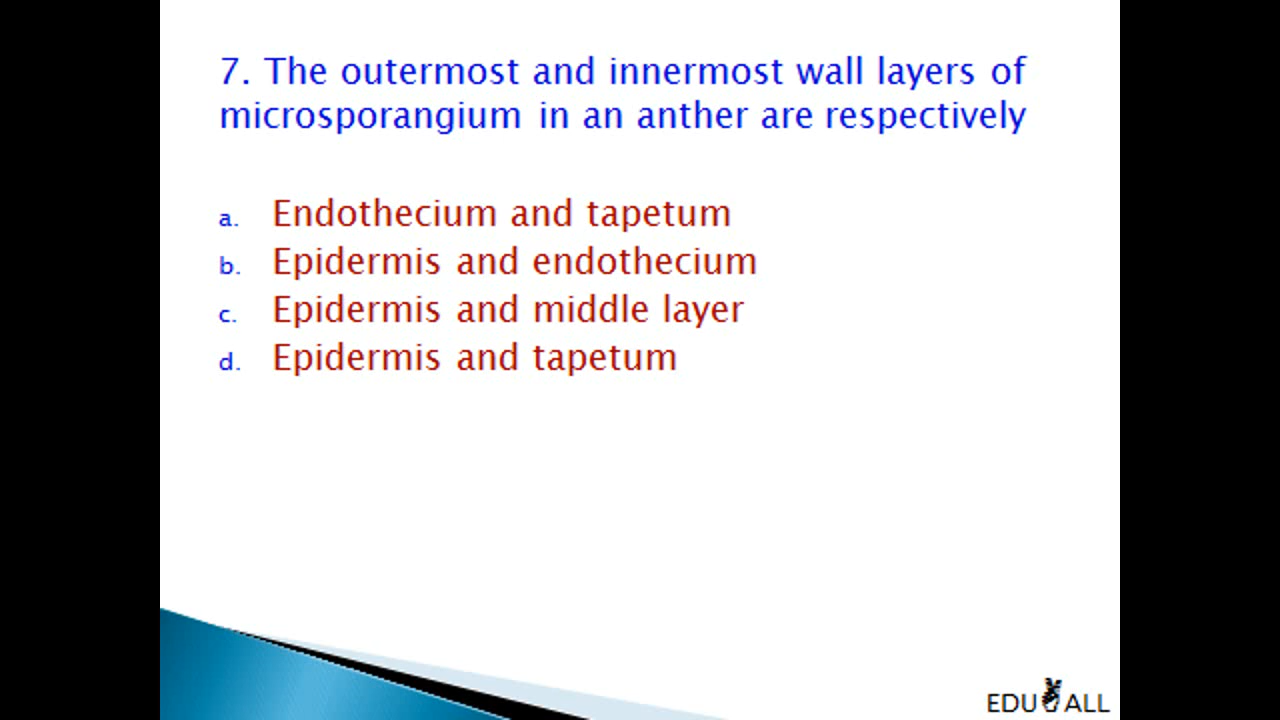 7. The outermost and innermost wall layers of
microsporangium in an anther are respectively
a. Endothecium and tapetum
b. Epidermis and endothecium
c. Epidermis and middle layer
d. Epidermis and tapetum
EDU ALL